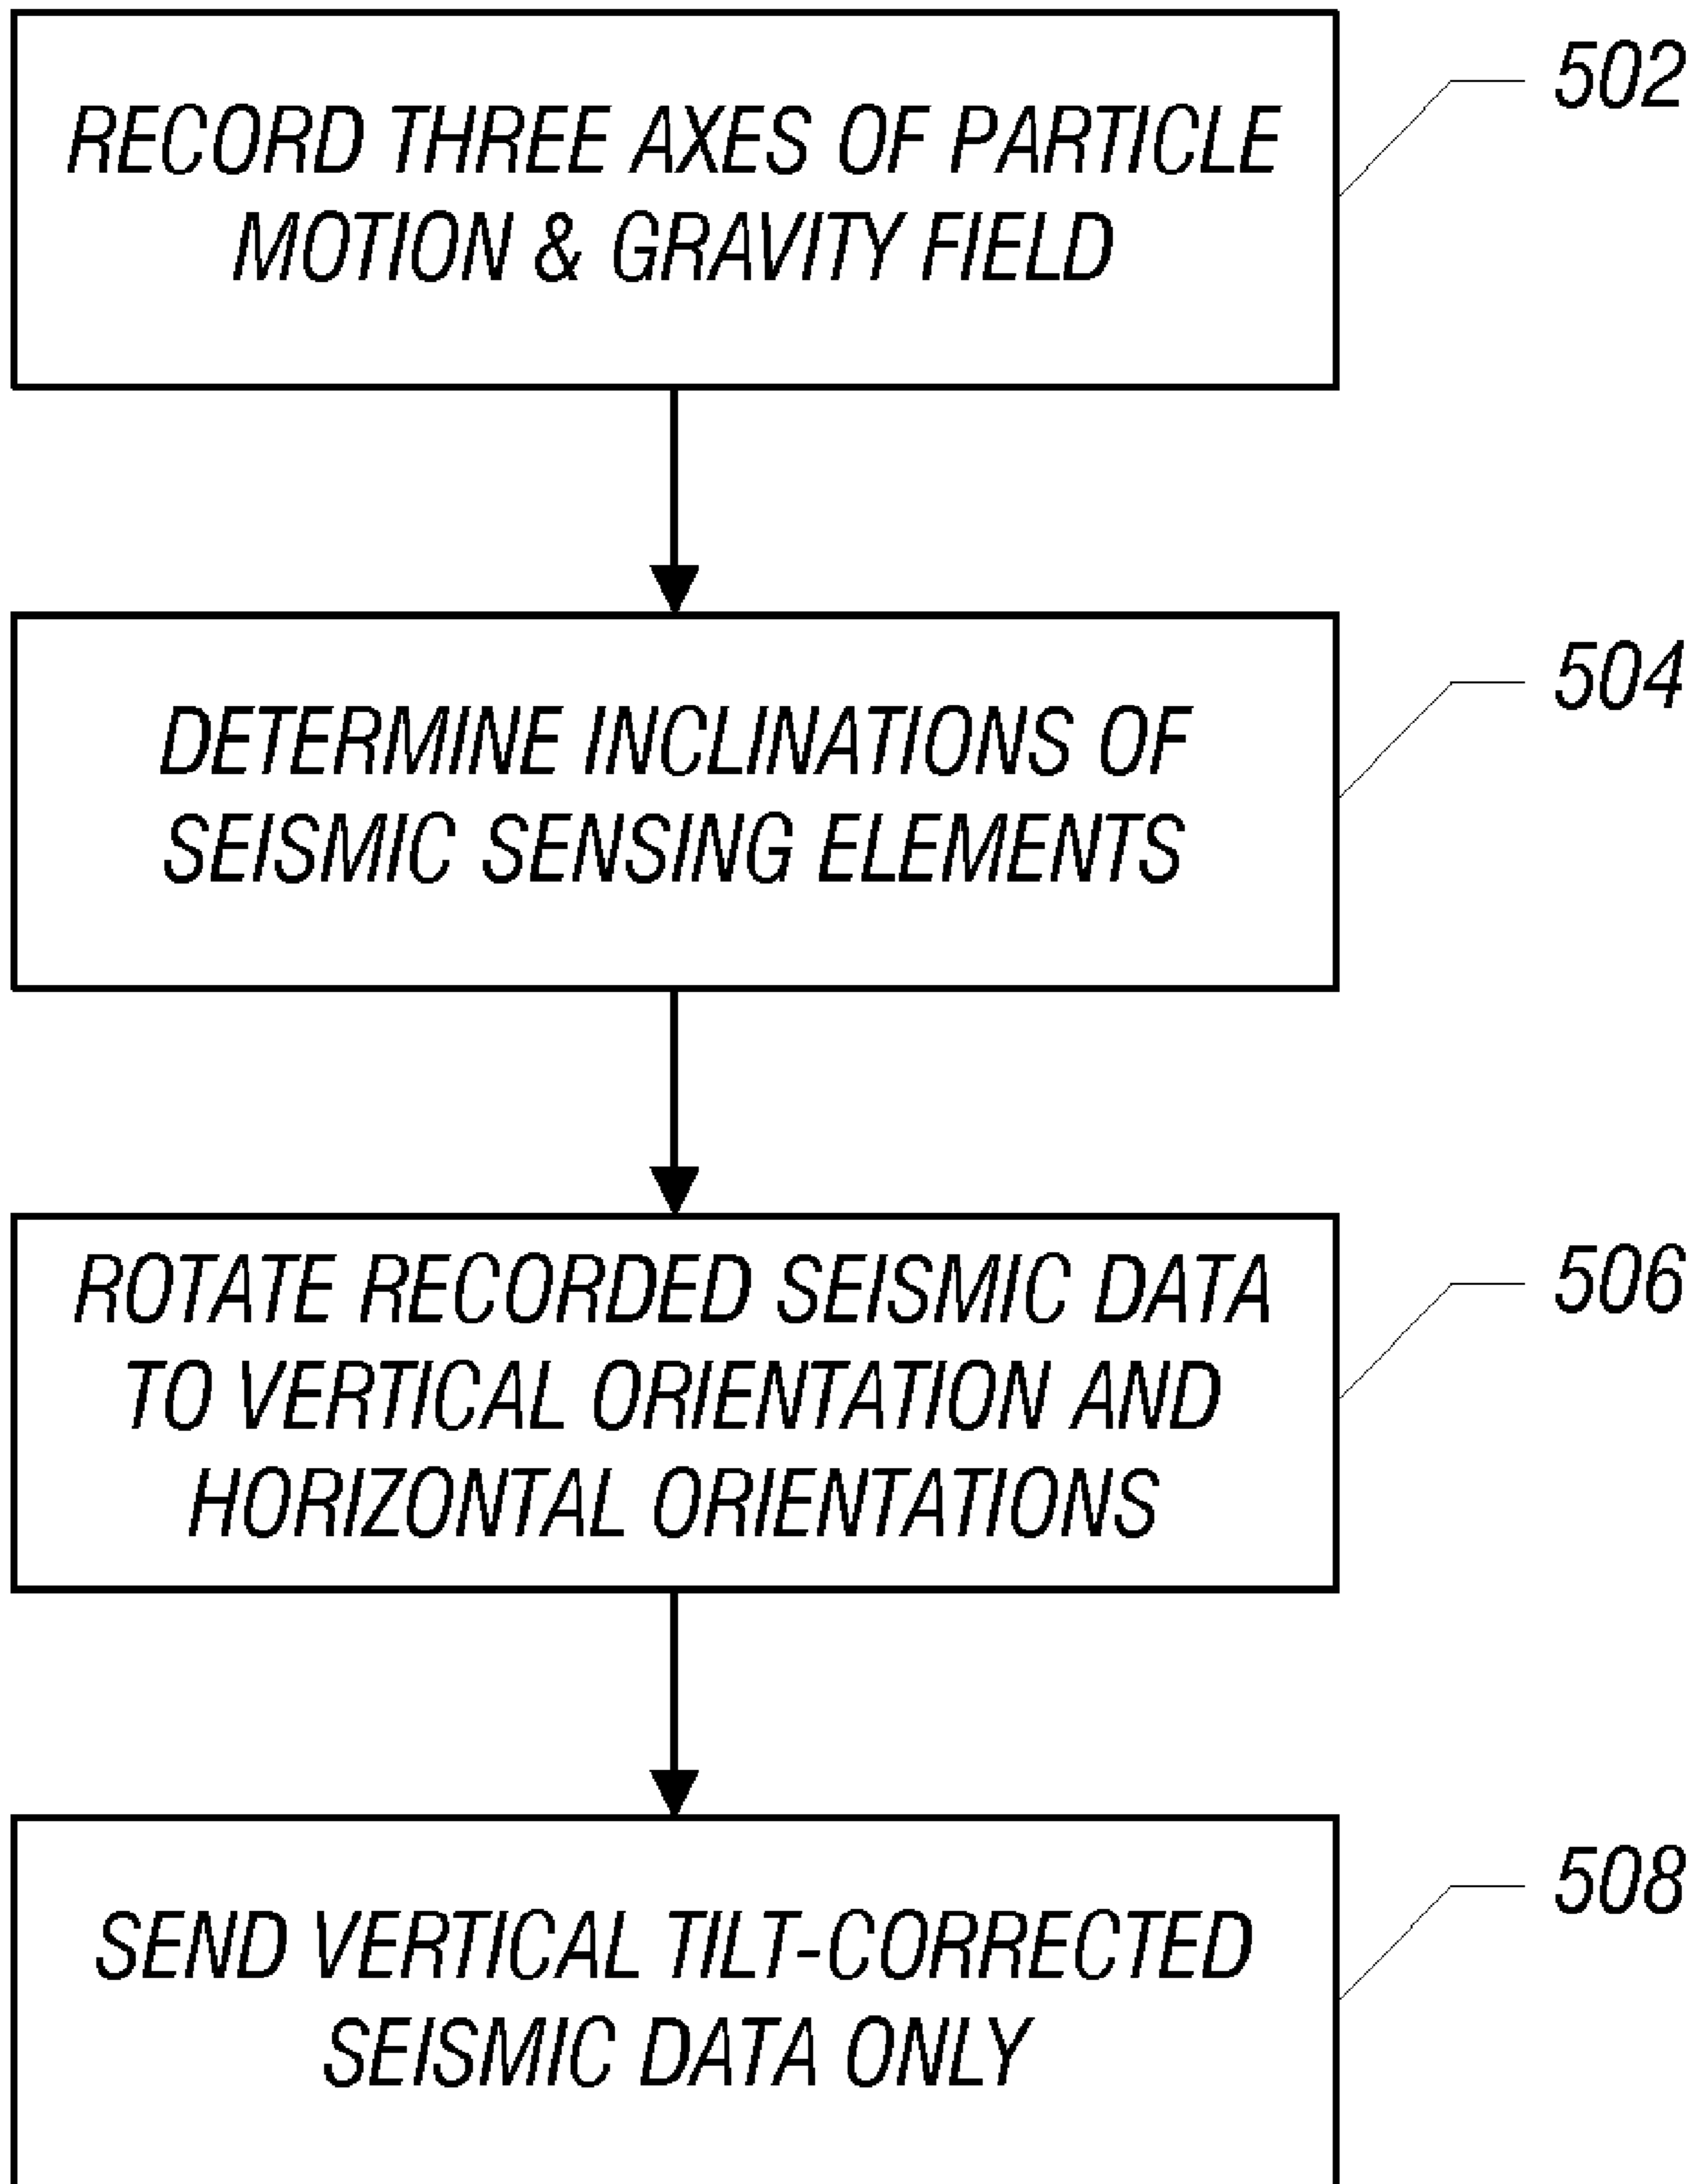 RECORD THREE AXES OF PARTICLE
MOTION & GRAVITY FIELD
502
DETERMINE INCLINATIONS OF
SEISMIC SENSING ELEMENTS
504
ROTATE RECORDED SEISMIC DATA
TO VERTICAL ORIENTATION AND
HORIZONTAL ORIENTATIONS
506
SEND VERTICAL TILT-CORRECTED
SEISMIC DATA ONLY
508